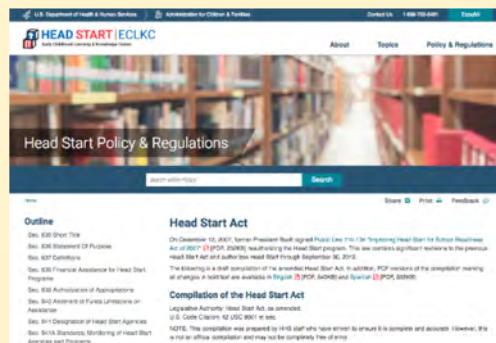 U.S. Department of Health & Human Services
Administration for Children & Families
Contact Us
Español
HEAD START | ECLKC
Early Childhood Learning & Knowledge Center
About Topics Policy & Regulations
Head Start Policy & Regulations
Search
Share Print Feedback
Outline
Sec. 635 Short Title
Sec. 636 Statement Of Purpose
Sec. 637 Definitions
Sec. 638 Financial Assistance for Head Start
Programs
Sec. 639 Authorization of Appropriations
Sec. 640 Allotment of Funds Limitations on
Assistance
Sec. 641 Designation of Head Start Agencies
Sec. 641A Standards; Monitoring of Head Start
Agencies and Programs
Head Start Act
On December 12, 2007, former President Bush signed Public Law 110-134 "Improving Head Start for School Readiness
Act of 2007" [PDF, ] reauthorizing the Head Start program. This law contains significant revisions to the previous
Head Start Act and authorizes Head Start through September 30, 2012.
The following is a draft compilation of the amended Head Start Act. In addition, PDF versions of the compilation
all changes in bold text are available in English [PDF, ] and Spanish [PDF, ].
Compilation of the Head Start Act
Legislative Authority: Head Start Act, as amended.
U.S. Code Citation: 42 USC 9801 et seq.
NOTE: This compilation was prepared by HHS staff who have striven to ensure it is complete and accurate. However, it is
not an official compilation and may not be completely free of error.